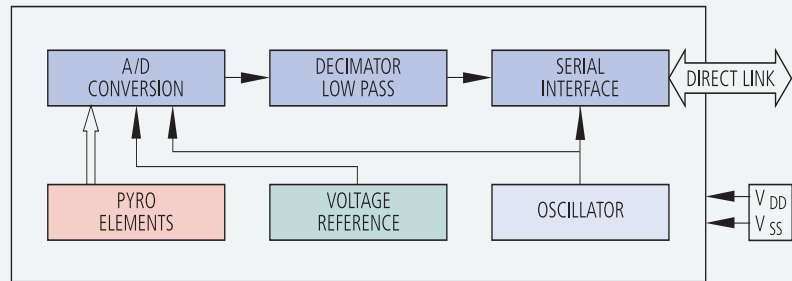 A/D
CONVERSION
DECIMATOR
LOW PASS
SERIAL
INTERFACE
DIRECT LINK
PYRO
ELEMENTS
VOLTAGE
REFERENCE
OSCILLATOR
V DD
V SS